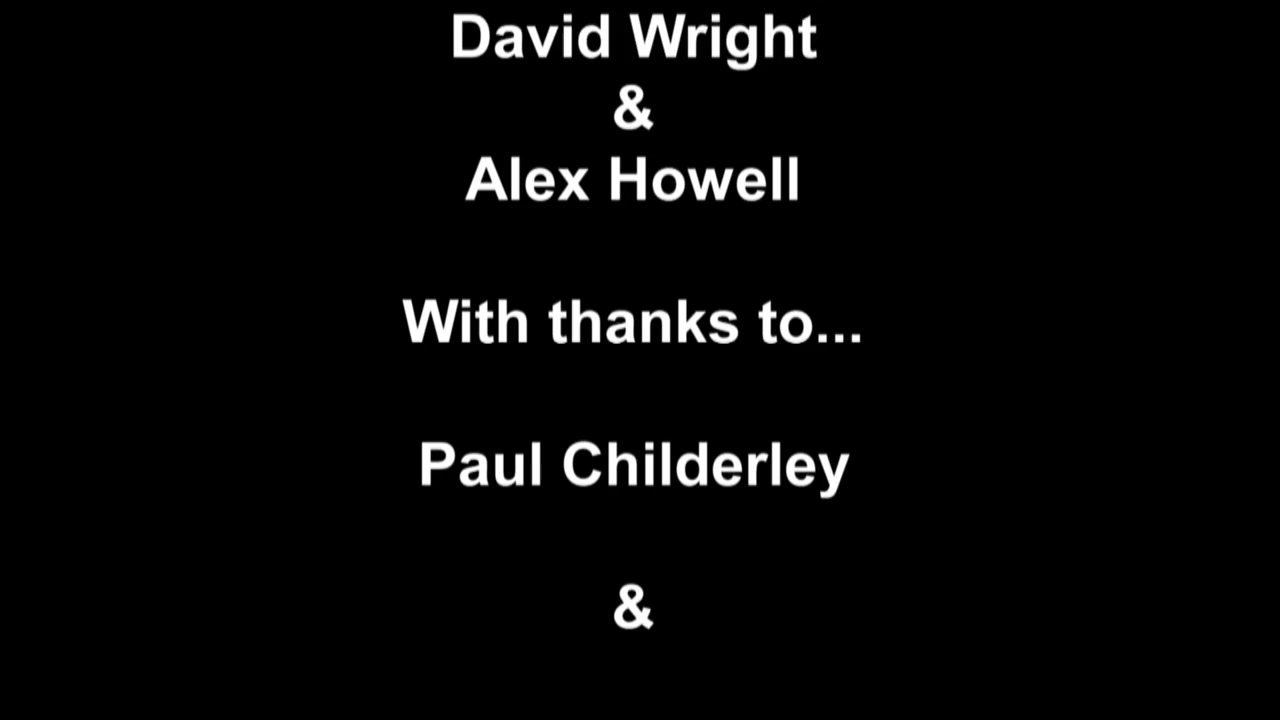 David Wright
&
Alex Howell
With thanks to...
Paul Childerley
&